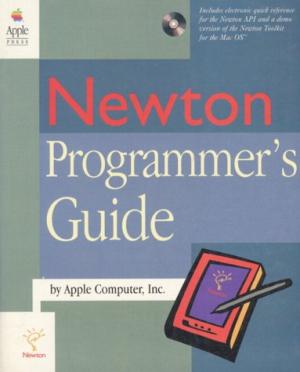 Apple
PRESS
Includes electronic quick reference
for the Newton API and a demo
version of the Newton Toolkit
for the Mac OS™
Newton
Programmer's
Guide
by Apple Computer, Inc.
Newton